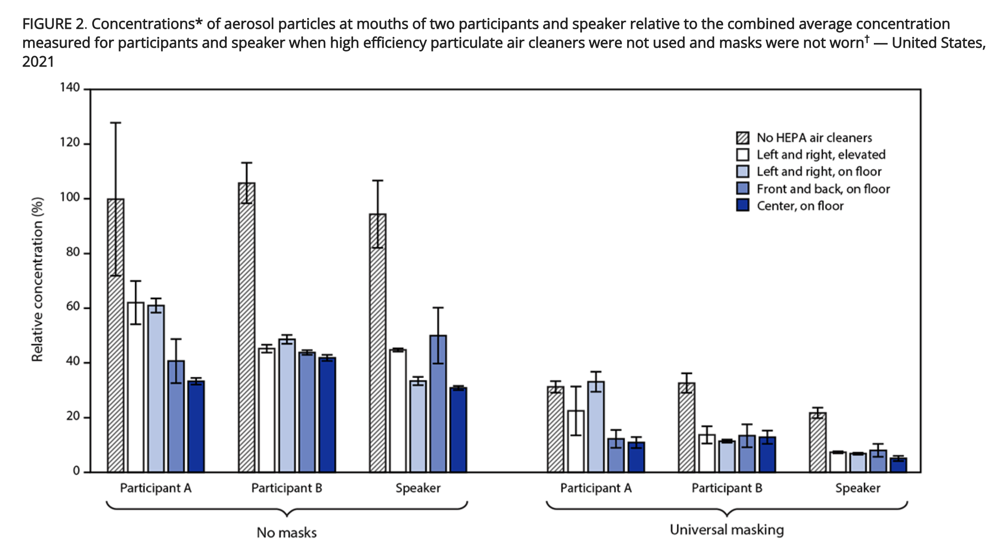 FIGURE 2. Concentrations* of aerosol particles at mouths of two participants and speaker relative to the combined average concentration
measured for participants and speaker when high efficiency particulate air cleaners were not used and masks were not worn† — United States,
2021
140
120
100
80
60
40
20
0
Relative concentration (%)
No HEPA air cleaners
Left and right, elevated
Left and right, on floor
Front and back, on floor
Center, on floor
Participant A
Participant B
Speaker
Participant A
Participant B
Speaker
No masks
Universal masking